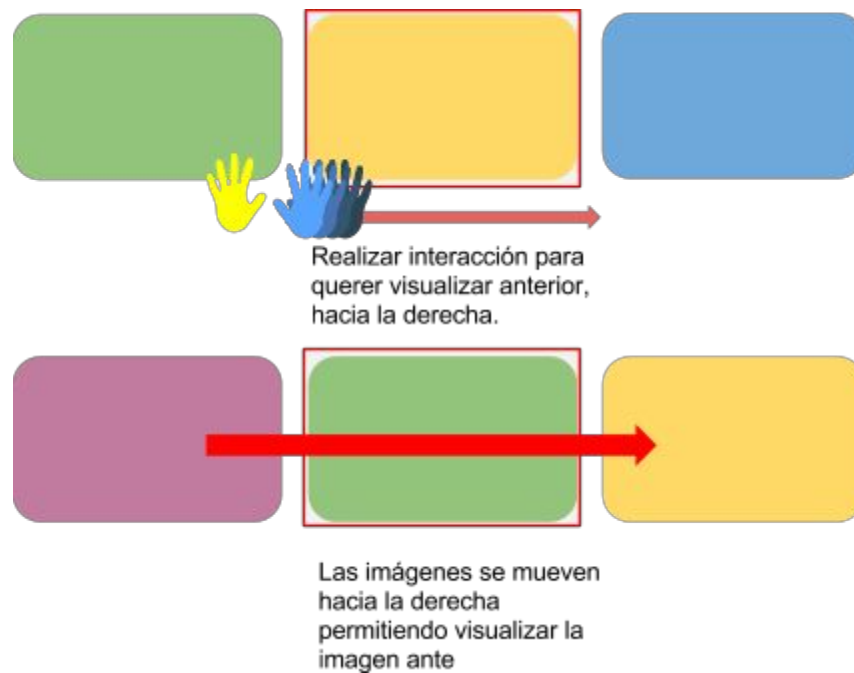 Realizar interacción para
querer visualizar anterior,
hacia la derecha.
Las imágenes se mueven
hacia la derecha
permitiendo visualizar la
imagen ante